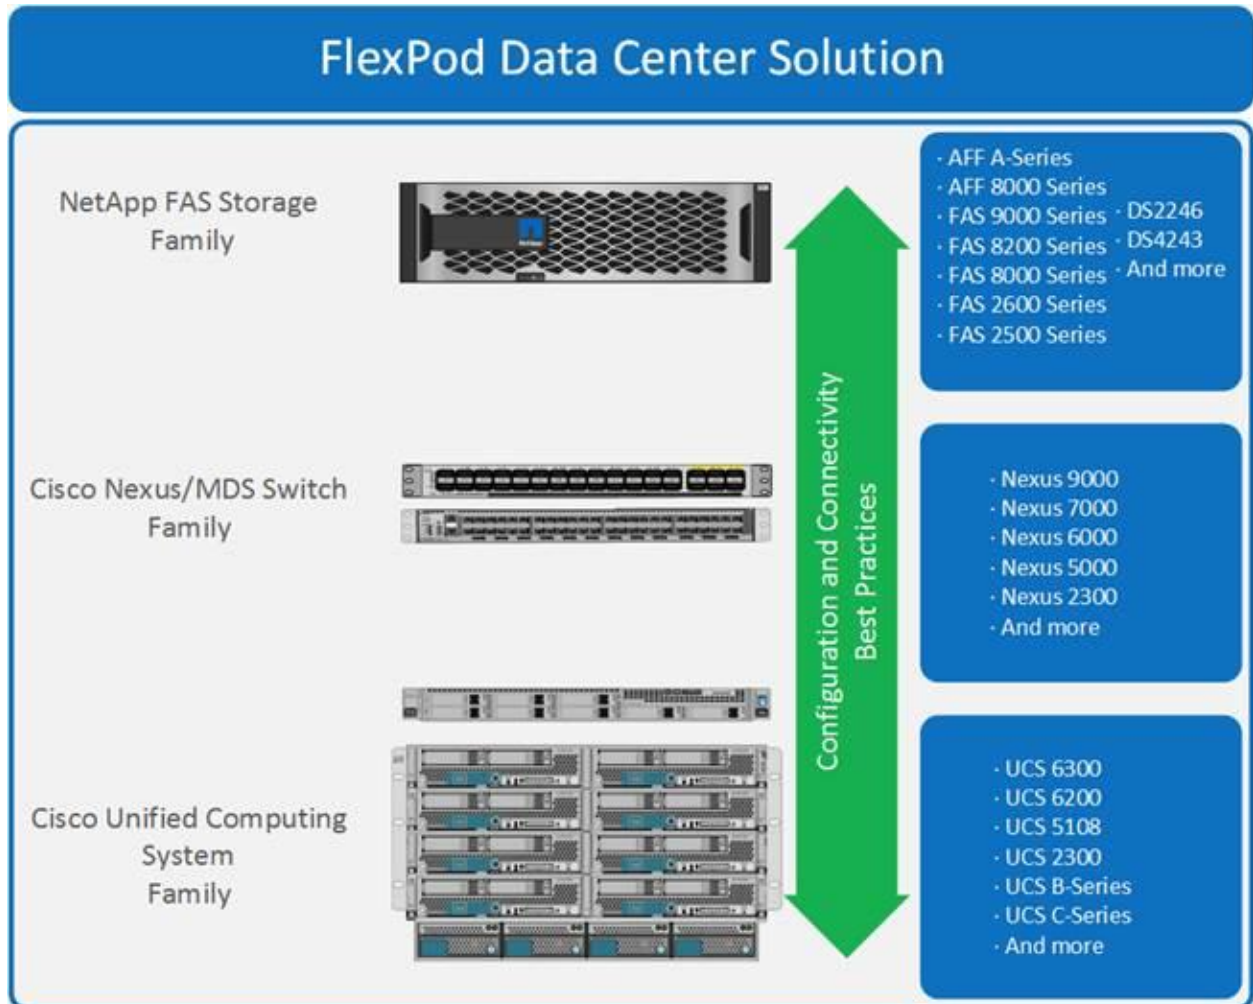 FlexPod Data Center Solution
NetApp FAS Storage
Family
· AFF A-Series
· AFF 8000 Series
· FAS 9000 Series
· FAS 8200 Series
· FAS 8000 Series
· FAS 2600 Series
· FAS 2500 Series
· DS2246
· DS4243
· And more
Configuration and Connectivity
Best Practices
Cisco Nexus/MDS Switch
Family
· Nexus 9000
· Nexus 7000
· Nexus 6000
· Nexus 5000
· Nexus 2300
· And more
Cisco Unified Computing
System
Family
· UCS 6300
· UCS 6200
· UCS 5108
· UCS 2300
· UCS B-Series
· UCS C-Series
· And more